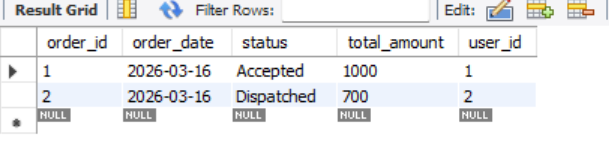 Result Grid Filter Rows: Edit:
order_id order_date status total_amount user_id
1 2026-03-16 Accepted 1000 1
2 2026-03-16 Dispatched 700 2
NULL NULL NULL NULL NULL